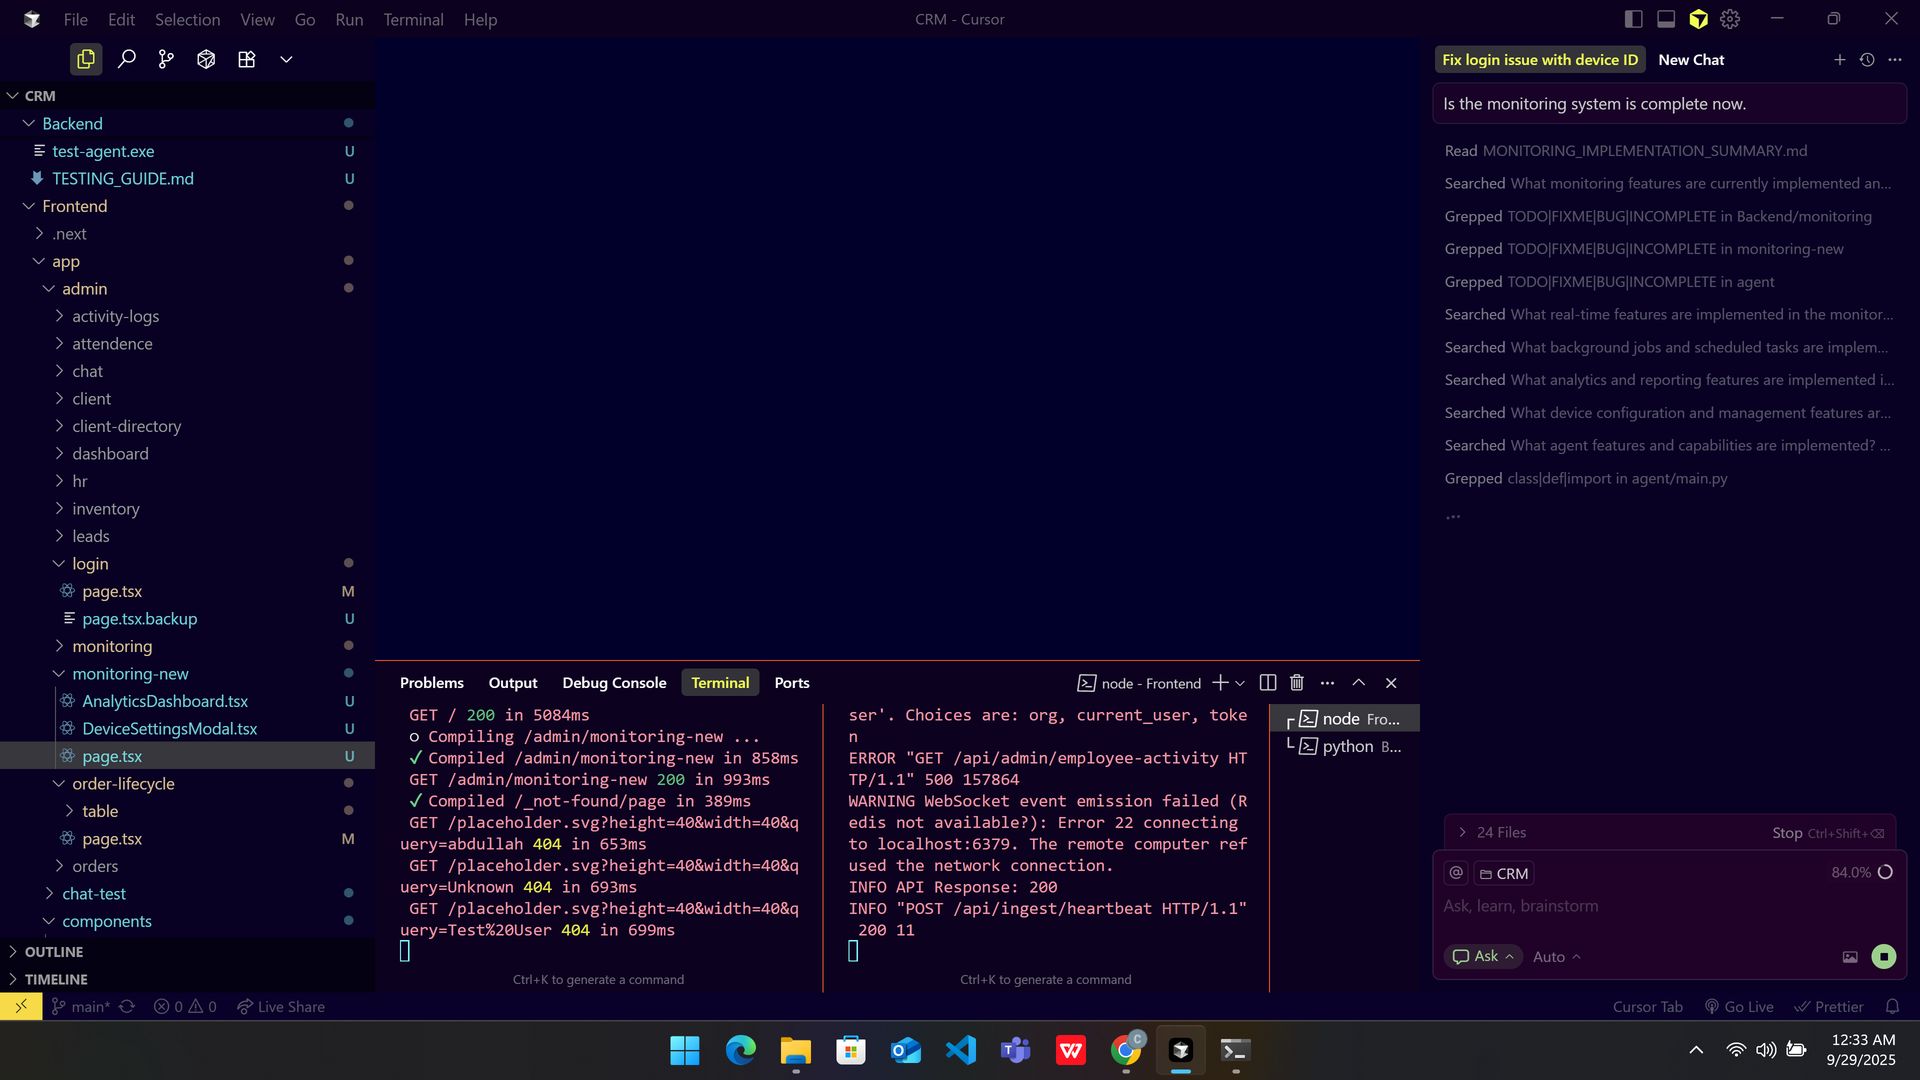 File Edit Selection View Go Run Terminal Help
CRM - Cursor
CRM
Backend
test-agent.exe U
TESTING_GUIDE.md U
Frontend
.next
app
admin
activity-logs
attendence
chat
client
client-directory
dashboard
hr
inventory
leads
login
page.tsx M
page.tsx.backup U
monitoring
monitoring-new
AnalyticsDashboard.tsx U
DeviceSettingsModal.tsx U
page.tsx U
order-lifecycle
table
page.tsx M
orders
chat-test
components
OUTLINE
TIMELINE
Problems Output Debug Console Terminal Ports
node - Frontend
GET / 200 in 5084ms
○ Compiling /admin/monitoring-new ...
✓ Compiled /admin/monitoring-new in 858ms
GET /admin/monitoring-new 200 in 993ms
✓ Compiled /_not-found/page in 389ms
GET /placeholder.svg?height=40&width=40&q
uery=abdullah 404 in 653ms
GET /placeholder.svg?height=40&width=40&q
uery=Unknown 404 in 693ms
GET /placeholder.svg?height=40&width=40&q
uery=Test%20User 404 in 699ms
Ctrl+K to generate a command
ser'. Choices are: org, current_user, toke
n
ERROR "GET /api/admin/employee-activity HT
TP/1.1" 500 157864
WARNING WebSocket event emission failed (R
edis not available?): Error 22 connecting
to localhost:6379. The remote computer ref
used the network connection.
INFO API Response: 200
INFO "POST /api/ingest/heartbeat HTTP/1.1"
200 11
Ctrl+K to generate a command
node Fro...
python B...
Fix login issue with device ID New Chat
Is the monitoring system is complete now.
Read MONITORING_IMPLEMENTATION_SUMMARY.md
Searched What monitoring features are currently implemented an...
Grepped TODO|FIXME|BUG|INCOMPLETE in Backend/monitoring
Grepped TODO|FIXME|BUG|INCOMPLETE in monitoring-new
Grepped TODO|FIXME|BUG|INCOMPLETE in agent
Searched What real-time features are implemented in the monitor...
Searched What background jobs and scheduled tasks are implem...
Searched What analytics and reporting features are implemented i...
Searched What device configuration and management features ar...
Searched What agent features and capabilities are implemented? ...
Grepped class|def|import in agent/main.py
...
24 Files Stop Ctrl+Shift+⌫
@ CRM 84.0%
Ask, learn, brainstorm
Ask Auto
main* 0 0 Live Share
Cursor Tab Go Live Prettier
12:33 AM
9/29/2025